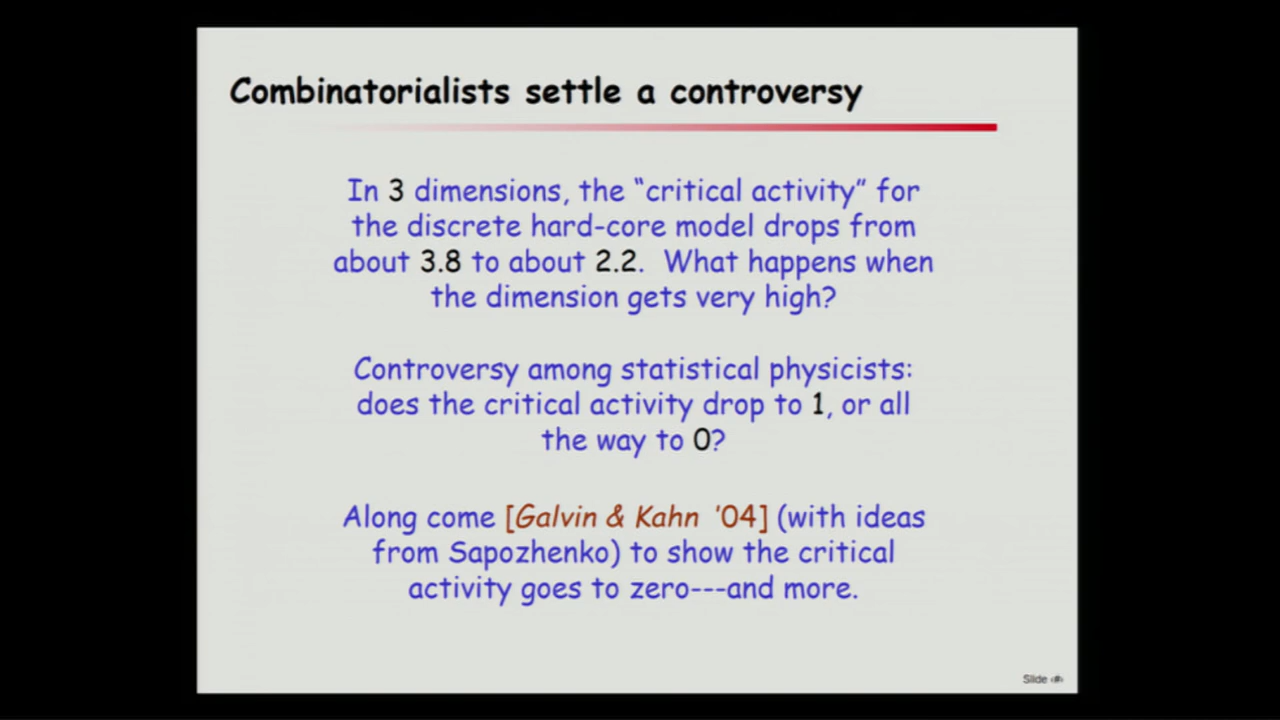 Combinatorialists settle a controversy
In 3 dimensions, the “critical activity” for
the discrete hard-core model drops from
about 3.8 to about 2.2. What happens when
the dimension gets very high?
Controversy among statistical physicists:
does the critical activity drop to 1, or all
the way to 0?
Along come [Galvin & Kahn ’04] (with ideas
from Sapozhenko) to show the critical
activity goes to zero---and more.
Slide